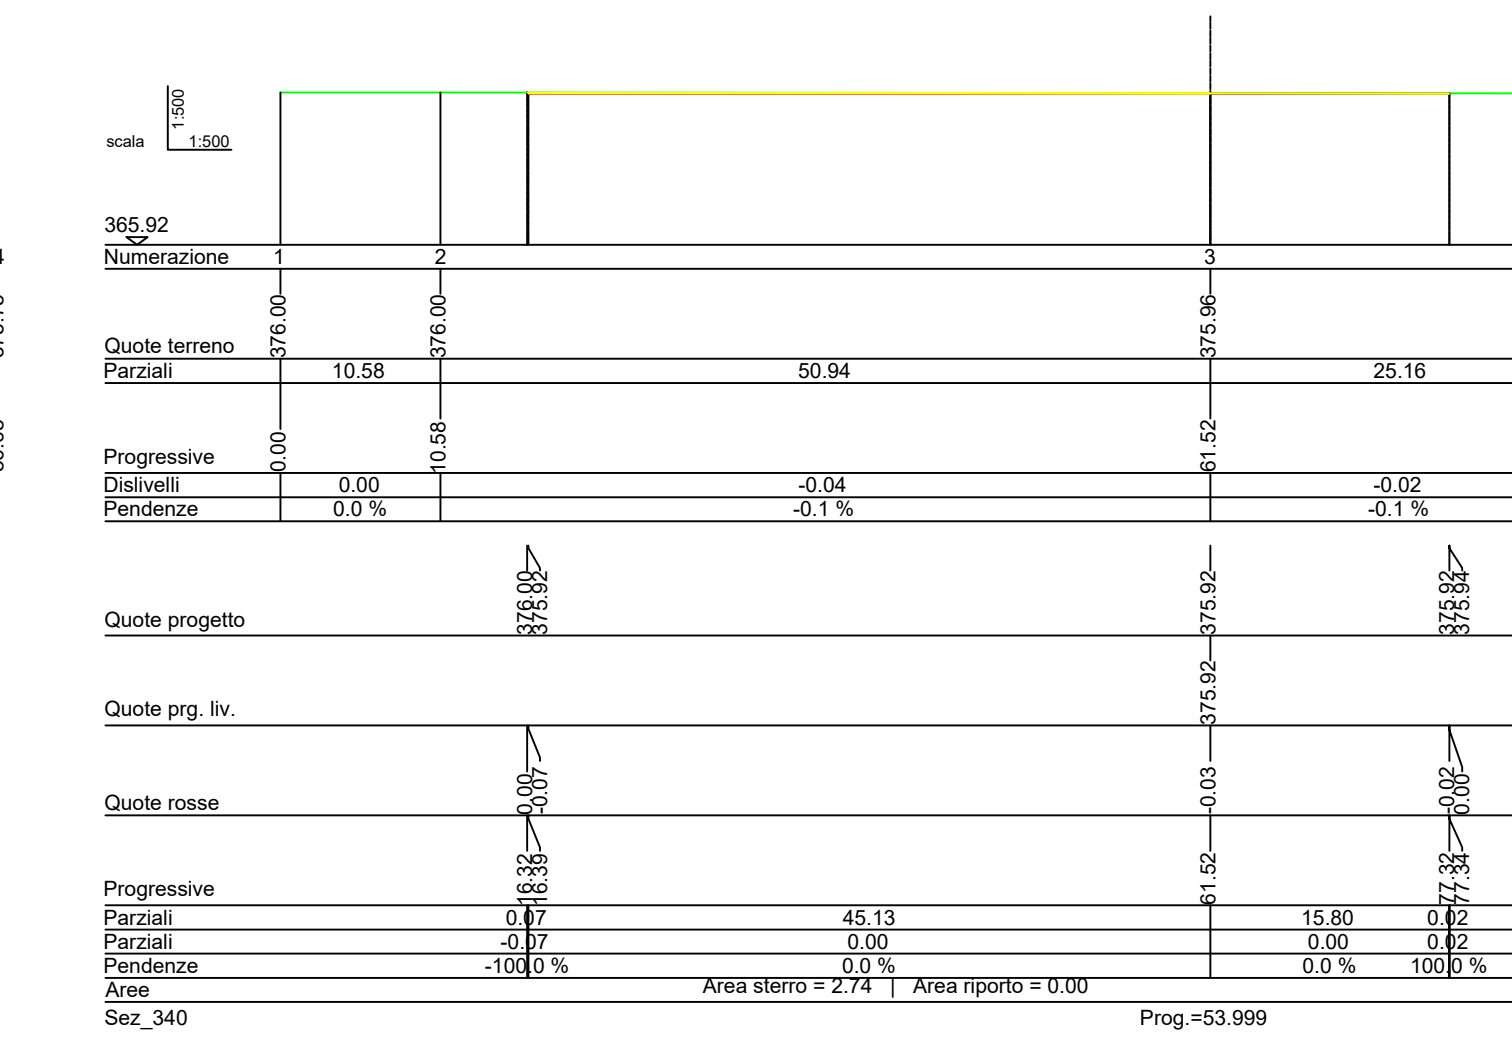 1:500
scala 1:500
365.92
Numerazione 1 2 3
Quote terreno 376.00 376.00 375.96
Parziali 10.58 50.94 25.16
Progressive 0.00 10.58 61.52
Dislivelli 0.00 -0.04 -0.02
Pendenze 0.0 % -0.1 % -0.1 %
Quote progetto 376.00 375.92 375.92 375.92 375.94
Quote prg. liv. 375.92
Quote rosse 0.00 -0.07 -0.03 -0.02 0.00
Progressive 16.32 16.39 61.52 77.32 77.34
Parziali 0.07 45.13 15.80 0.02
Parziali -0.07 0.00 0.00 0.02
Pendenze -100.0 % 0.0 % 0.0 % 100.0 %
Aree Area sterro = 2.74 | Area riporto = 0.00
Sez_340 Prog.=53.999